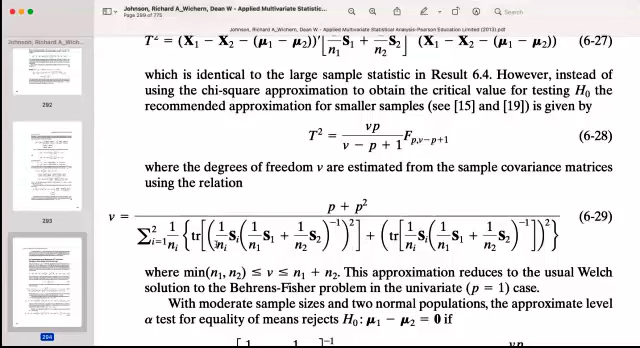 Johnson, Richard A_Wichern, Dean W - Applied Multivariate Statistic...
Page 299 of 770
Search
Johnson, Richard A_Wich...
Johnson, Richard A_Wichern, Dean W - Applied Multivariate Statistical Analysis-Pearson Education Limited (2013).pdf
292
293
294
T² = (X̄₁ − X̄₂ − (μ₁ − μ₂))′[1/n₁ S₁ + 1/n₂ S₂]⁻¹(X̄₁ − X̄₂ − (μ₁ − μ₂)) (6-27)
which is identical to the large sample statistic in Result 6.4. However, instead of
using the chi-square approximation to obtain the critical value for testing H₀ the
recommended approximation for smaller samples (see [15] and [19]) is given by
T² = νp / (ν − p + 1) F_{p,ν−p+1} (6-28)
where the degrees of freedom ν are estimated from the sample covariance matrices
using the relation
ν = (p + p²) / (∑²ᵢ₌₁ 1/nᵢ {tr[(1/nᵢ Sᵢ(1/n₁ S₁ + 1/n₂ S₂)⁻¹)²] + (tr[1/nᵢ Sᵢ(1/n₁ S₁ + 1/n₂ S₂)⁻¹])²}) (6-29)
where min(n₁, n₂) ≤ ν ≤ n₁ + n₂. This approximation reduces to the usual Welch
solution to the Behrens-Fisher problem in the univariate (p = 1) case.
With moderate sample sizes and two normal populations, the approximate level
α test for equality of means rejects H₀: μ₁ − μ₂ = 0 if